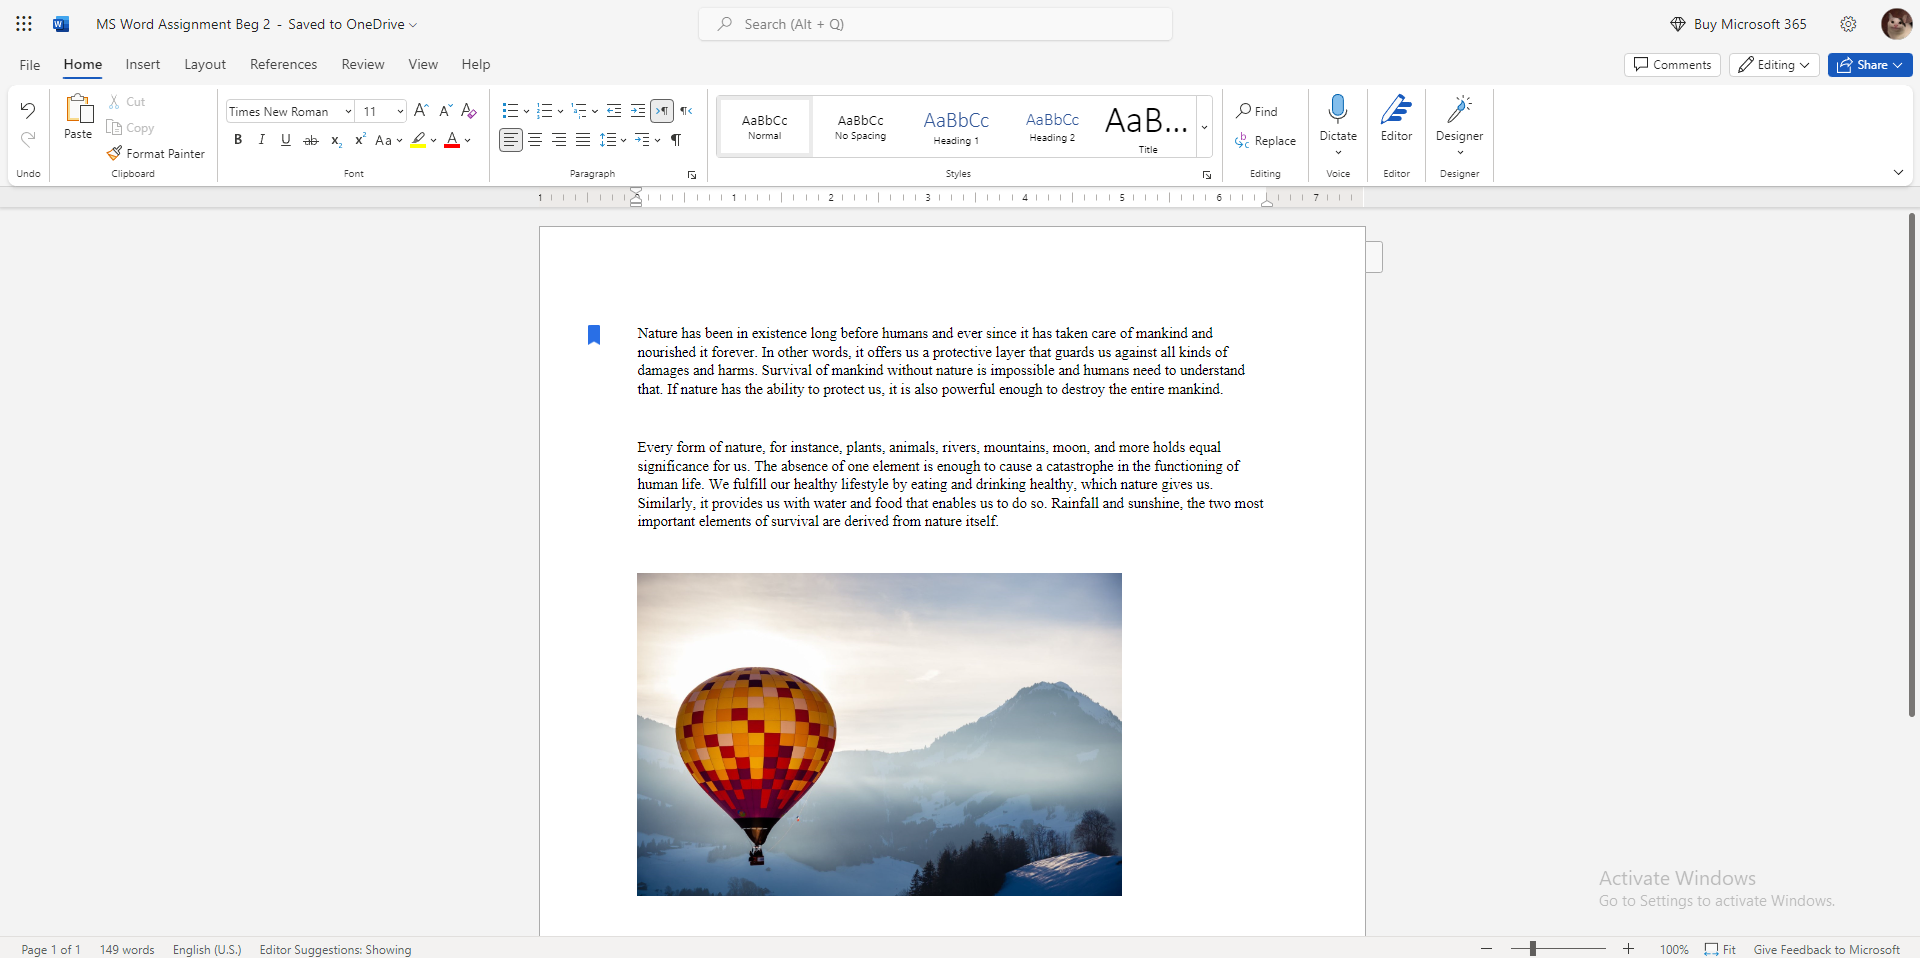 MS Word Assignment Beg 2 - Saved to OneDrive
Search (Alt + Q)
Buy Microsoft 365
File Home Insert Layout References Review View Help
Comments Editing Share
Paste
Cut
Copy
Format Painter
Times New Roman 11
B I U ab x₂ x² Aa A
AaBbCc Normal
AaBbCc No Spacing
AaBbCc Heading 1
AaBbCc Heading 2
AaB... Title
Find
Replace
Dictate
Editor
Designer
Undo Clipboard Font Paragraph Styles Editing Voice Editor Designer
1 1 2 3 4 5 6 7
Nature has been in existence long before humans and ever since it has taken care of mankind and
nourished it forever. In other words, it offers us a protective layer that guards us against all kinds of
damages and harms. Survival of mankind without nature is impossible and humans need to understand
that. If nature has the ability to protect us, it is also powerful enough to destroy the entire mankind.
Every form of nature, for instance, plants, animals, rivers, mountains, moon, and more holds equal
significance for us. The absence of one element is enough to cause a catastrophe in the functioning of
human life. We fulfill our healthy lifestyle by eating and drinking healthy, which nature gives us.
Similarly, it provides us with water and food that enables us to do so. Rainfall and sunshine, the two most
important elements of survival are derived from nature itself.
Activate Windows
Go to Settings to activate Windows.
Page 1 of 1 149 words English (U.S.) Editor Suggestions: Showing 100% Fit Give Feedback to Microsoft